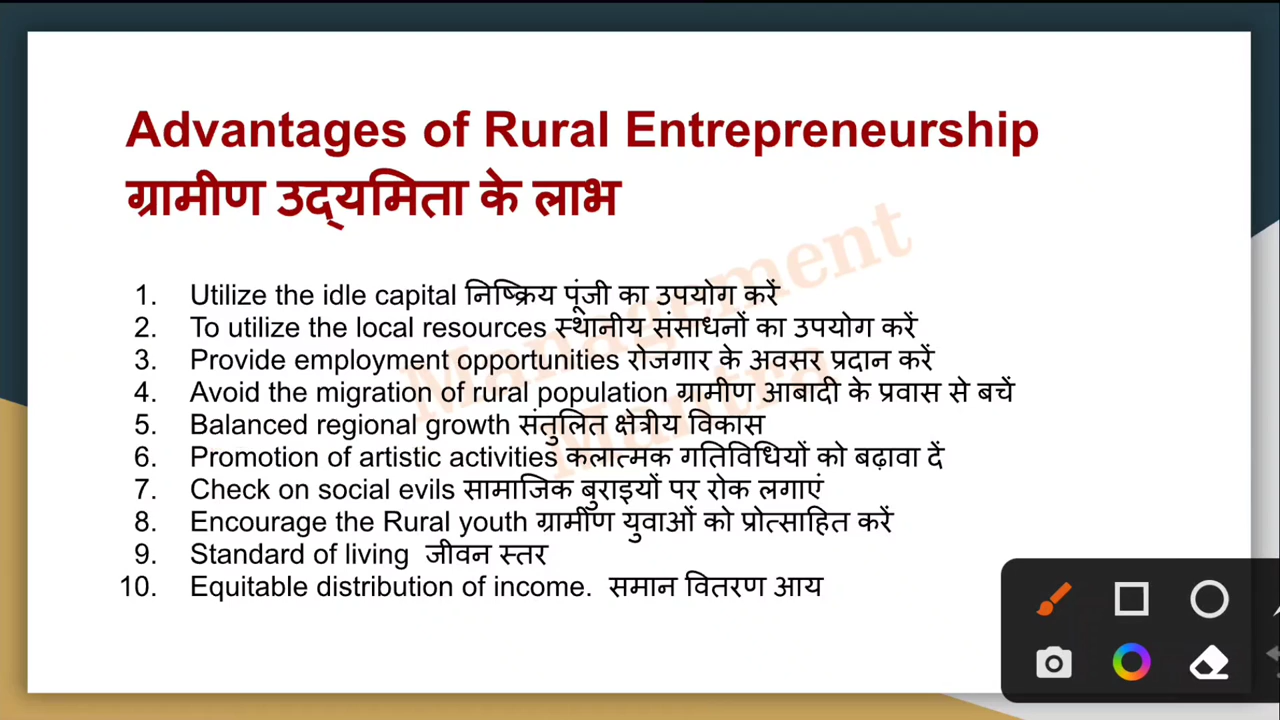 Advantages of Rural Entrepreneurship
ग्रामीण उद्यमिता के लाभ
Management
Mantra
1. Utilize the idle capital निष्क्रिय पूंजी का उपयोग करें
2. To utilize the local resources स्थानीय संसाधनों का उपयोग करें
3. Provide employment opportunities रोजगार के अवसर प्रदान करें
4. Avoid the migration of rural population ग्रामीण आबादी के प्रवास से बचें
5. Balanced regional growth संतुलित क्षेत्रीय विकास
6. Promotion of artistic activities कलात्मक गतिविधियों को बढ़ावा दें
7. Check on social evils सामाजिक बुराइयों पर रोक लगाएं
8. Encourage the Rural youth ग्रामीण युवाओं को प्रोत्साहित करें
9. Standard of living जीवन स्तर
10. Equitable distribution of income. समान वितरण आय